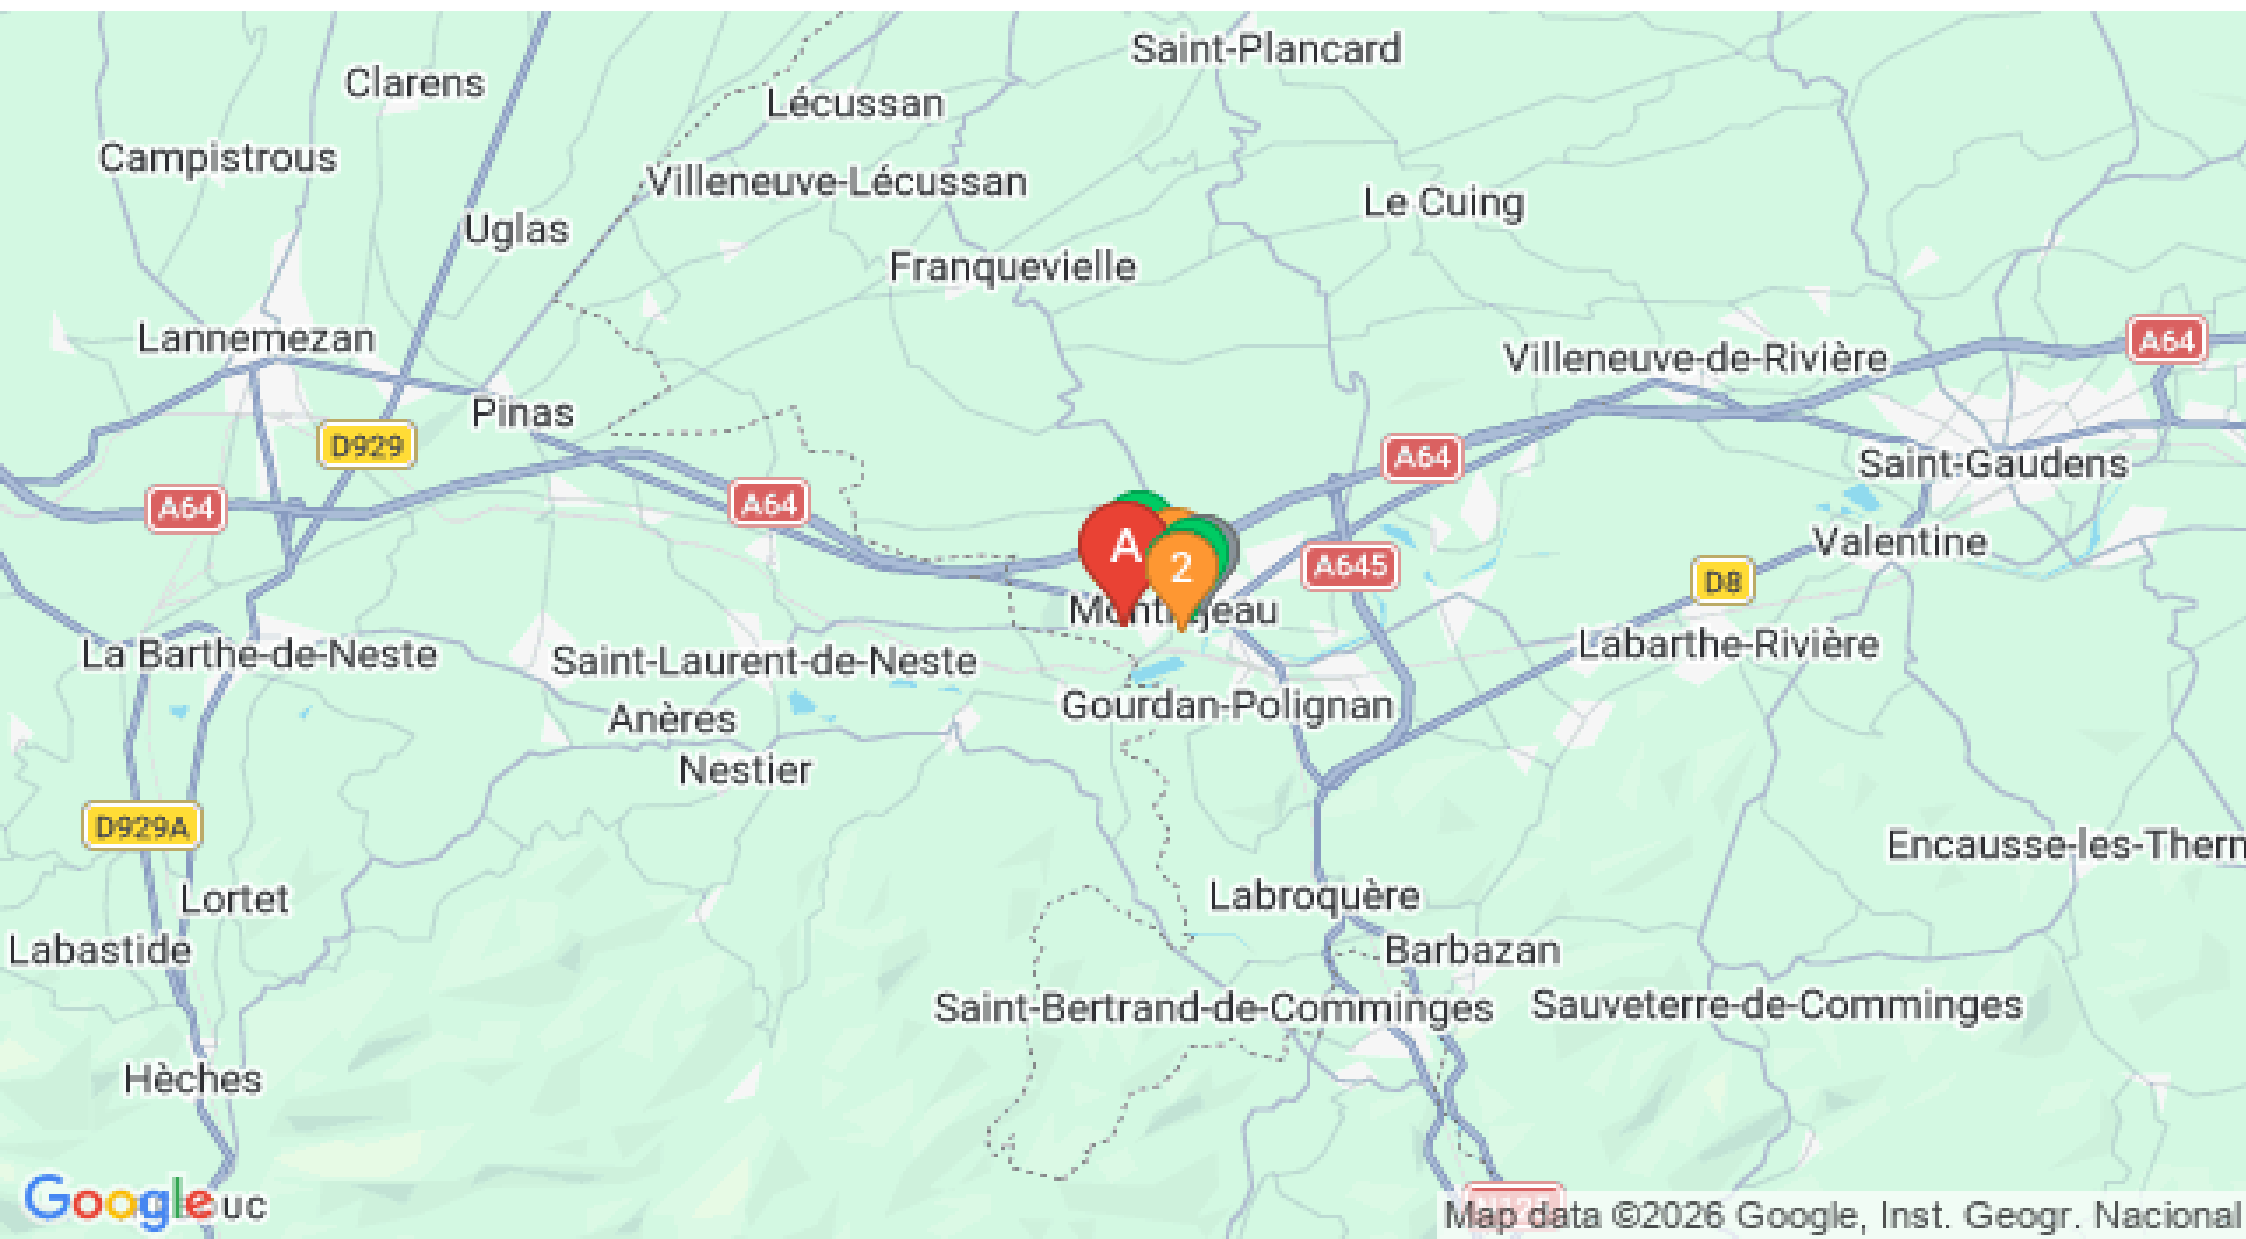 Saint-Plancard
Clarens
Lécussan
Campistrous
Villeneuve-Lécussan
Le Cuing
Uglas
Franquevielle
Lannemezan
A64
Villeneuve-de-Rivière
Pinas
D929
A64
Saint-Gaudens
A64
A64
A
Valentine
2
A645
D8
Labarthe-Rivière
La Barthe-de-Neste
Saint-Laurent-de-Neste
Gourdan-Polignan
Anères
Nestier
D929A
Encausse-les-Thern
Labroquère
Lortet
Labastide
Barbazan
Saint-Bertrand-de-Comminges
Sauveterre-de-Comminges
Hèches
Google
uc
Map data ©2026 Google, Inst. Geogr. Nacional